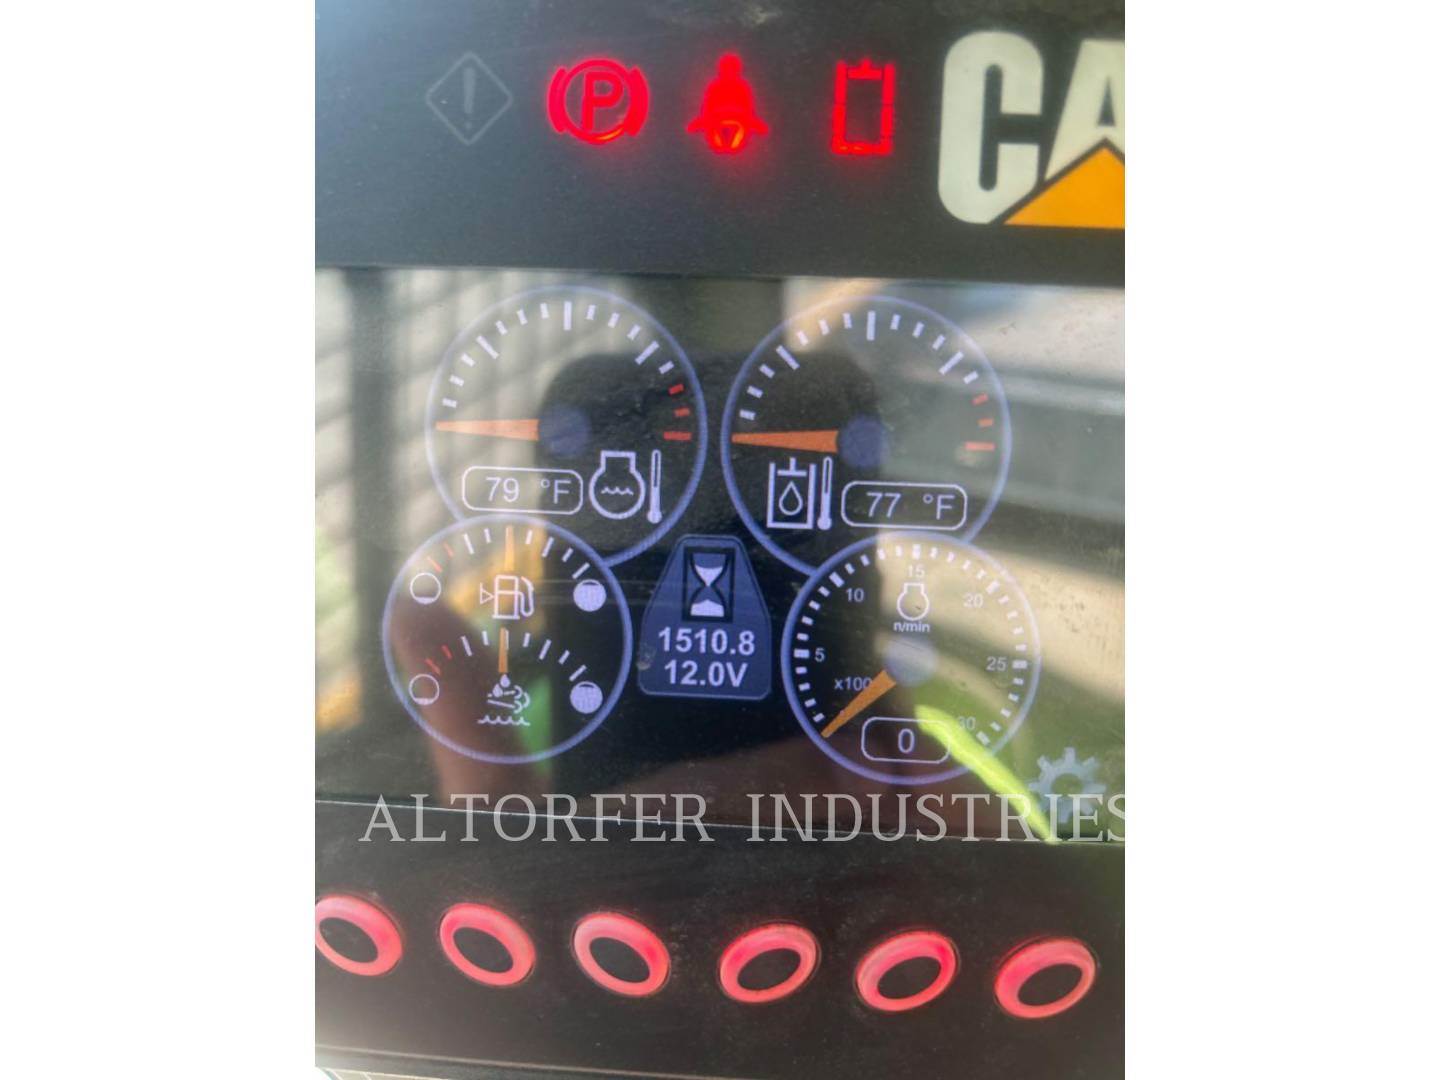 P
CA
79 °F
77 °F
1510.8
12.0V
5
10
15
20
25
30
n/min
x100
0
ALTORFER INDUSTRIES